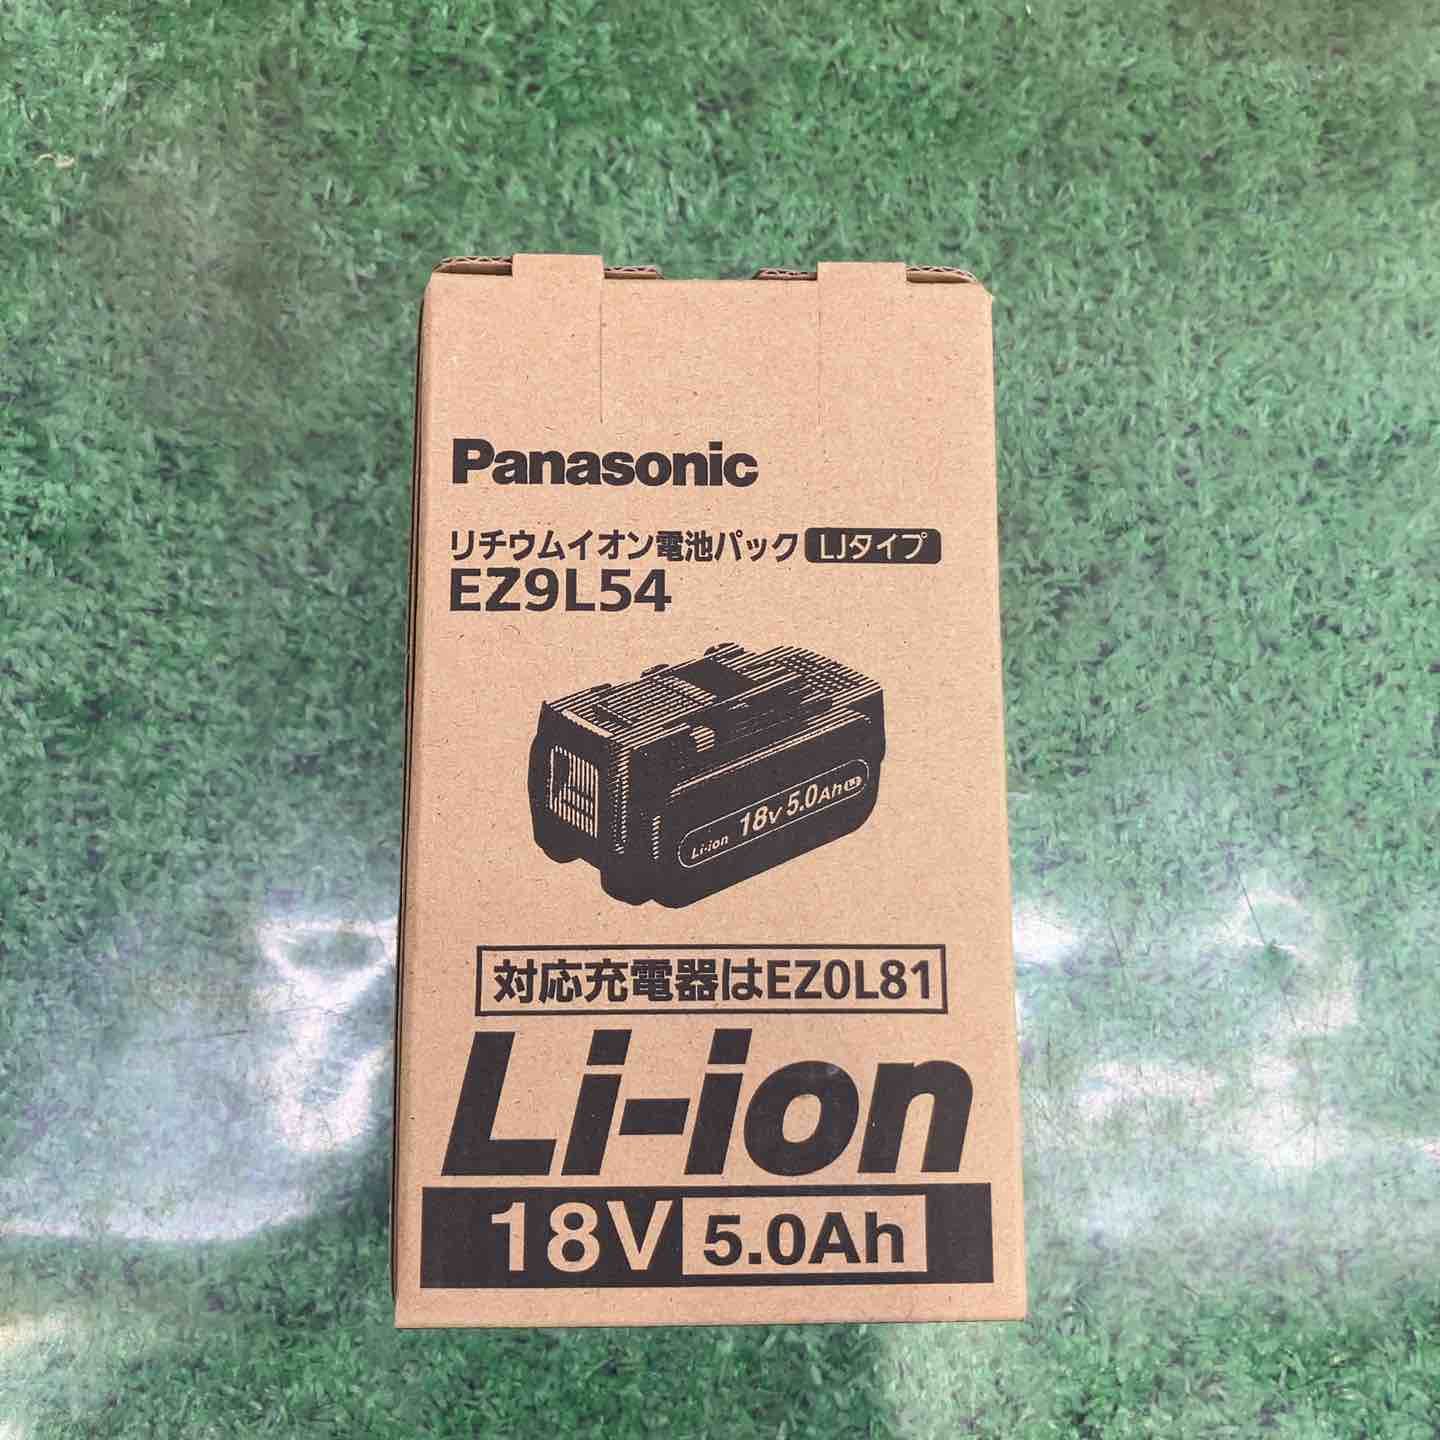 Panasonic
リチウムイオン電池パック LJタイプ
EZ9L54
Li-ion 18V 5.0Ah LJ
対応充電器はEZ0L81
Li-ion
18V 5.0Ah